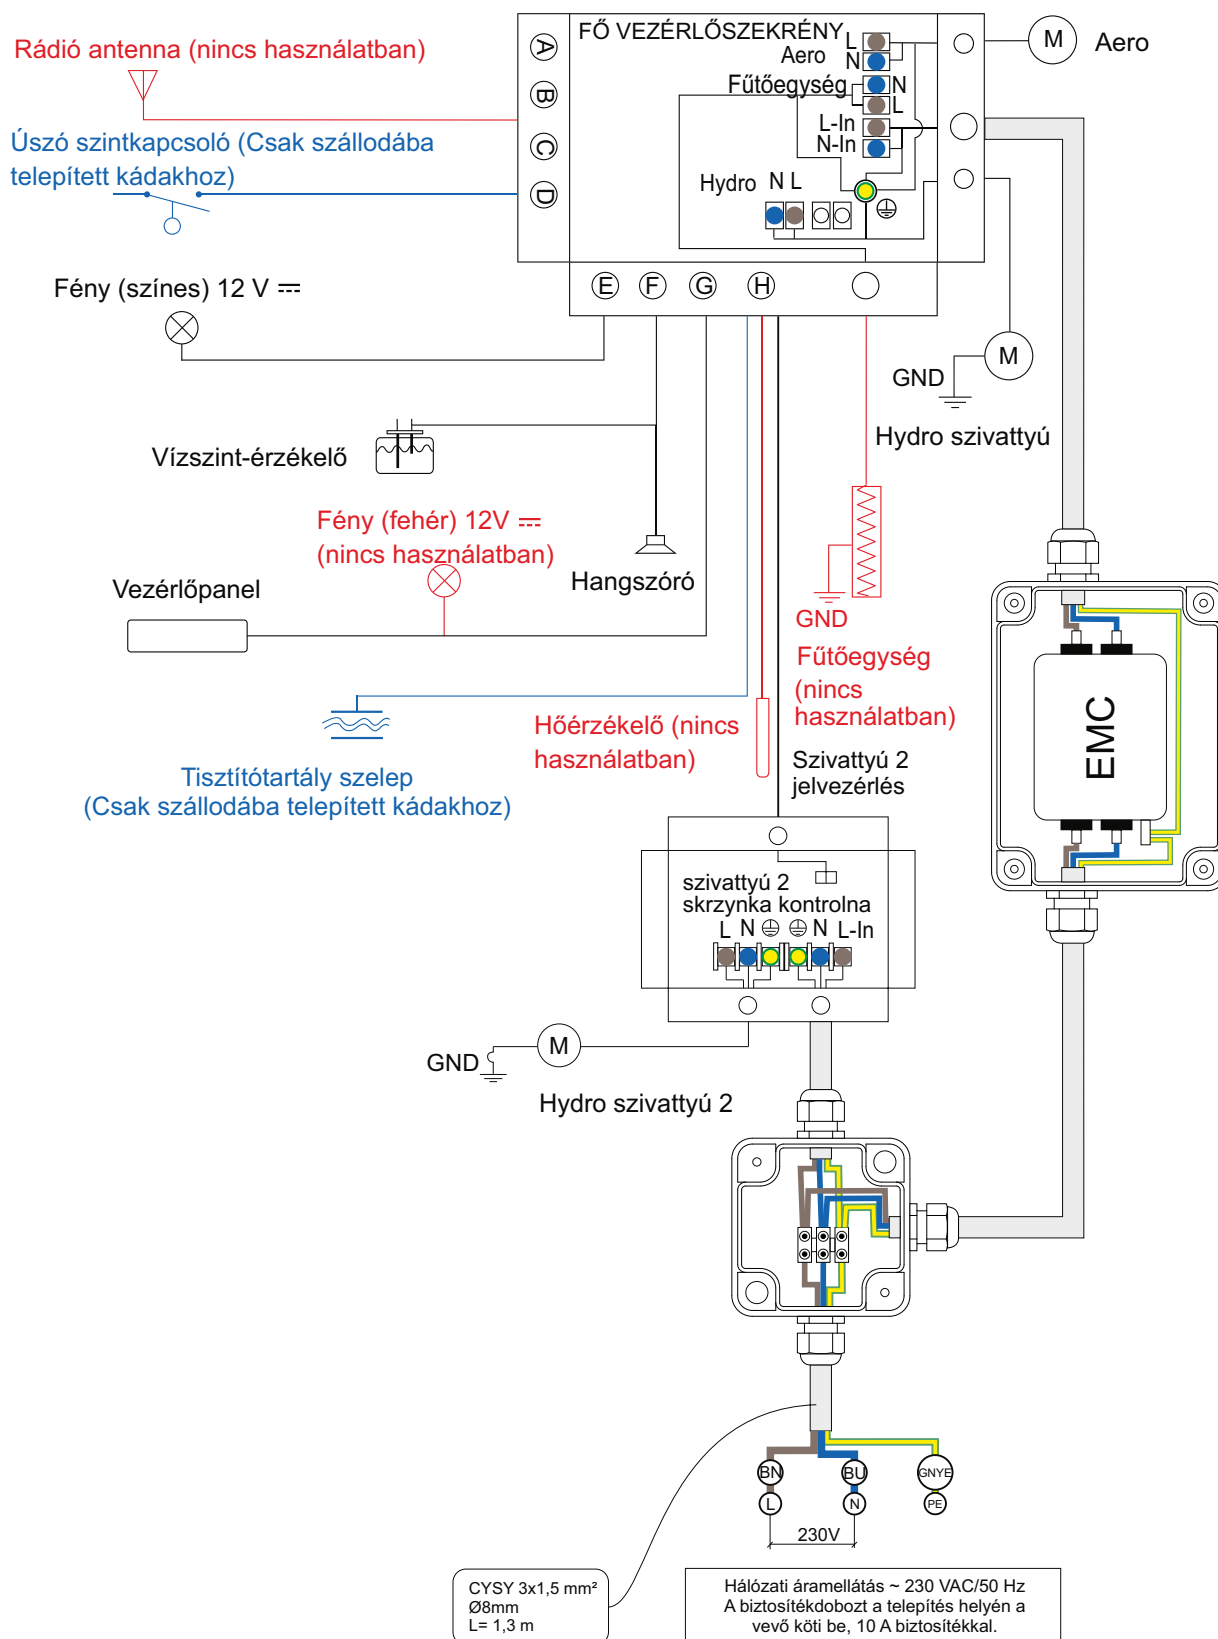 FŐ VEZÉRLŐSZEKRÉNY
Rádió antenna (nincs használatban)
Úszó szintkapcsoló (Csak szállodába
telepített kádakhoz)
A
B
C
D
L
Aero
N
Fűtőegység
N
L
L-In
N-In
Hydro
N L
M
Aero
E
F
G
H
Fény (színes) 12 V
M
GND
Hydro szivattyú
Vízszint-érzékelő
Fény (fehér) 12V
(nincs használatban)
Hangszóró
Vezérlőpanel
GND
Fűtőegység
(nincs
használatban)
Hőérzékelő (nincs
használatban)
Szivattyú 2
jelvezérlés
Tisztítótartály szelep
(Csak szállodába telepített kádakhoz)
EMC
szivattyú 2
skrzynka kontrolna
L N N L-In
GND
M
Hydro szivattyú 2
BN
BU
GNYE
L
N
PE
230V
CYSY 3x1,5 mm²
Ø8mm
L= 1,3 m
Hálózati áramellátás ~ 230 VAC/50 Hz
A biztosítékdobozt a telepítés helyén a
vevő köti be, 10 A biztosítékkal.